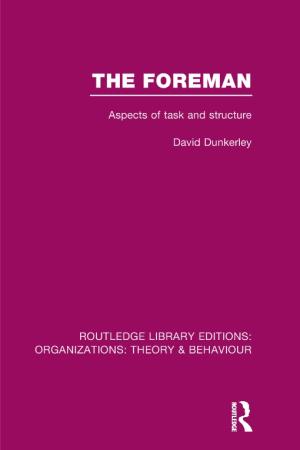 THE FOREMAN
Aspects of task and structure
David Dunkerley
ROUTLEDGE LIBRARY EDITIONS:
ORGANIZATIONS: THEORY & BEHAVIOUR
ROUTLEDGE